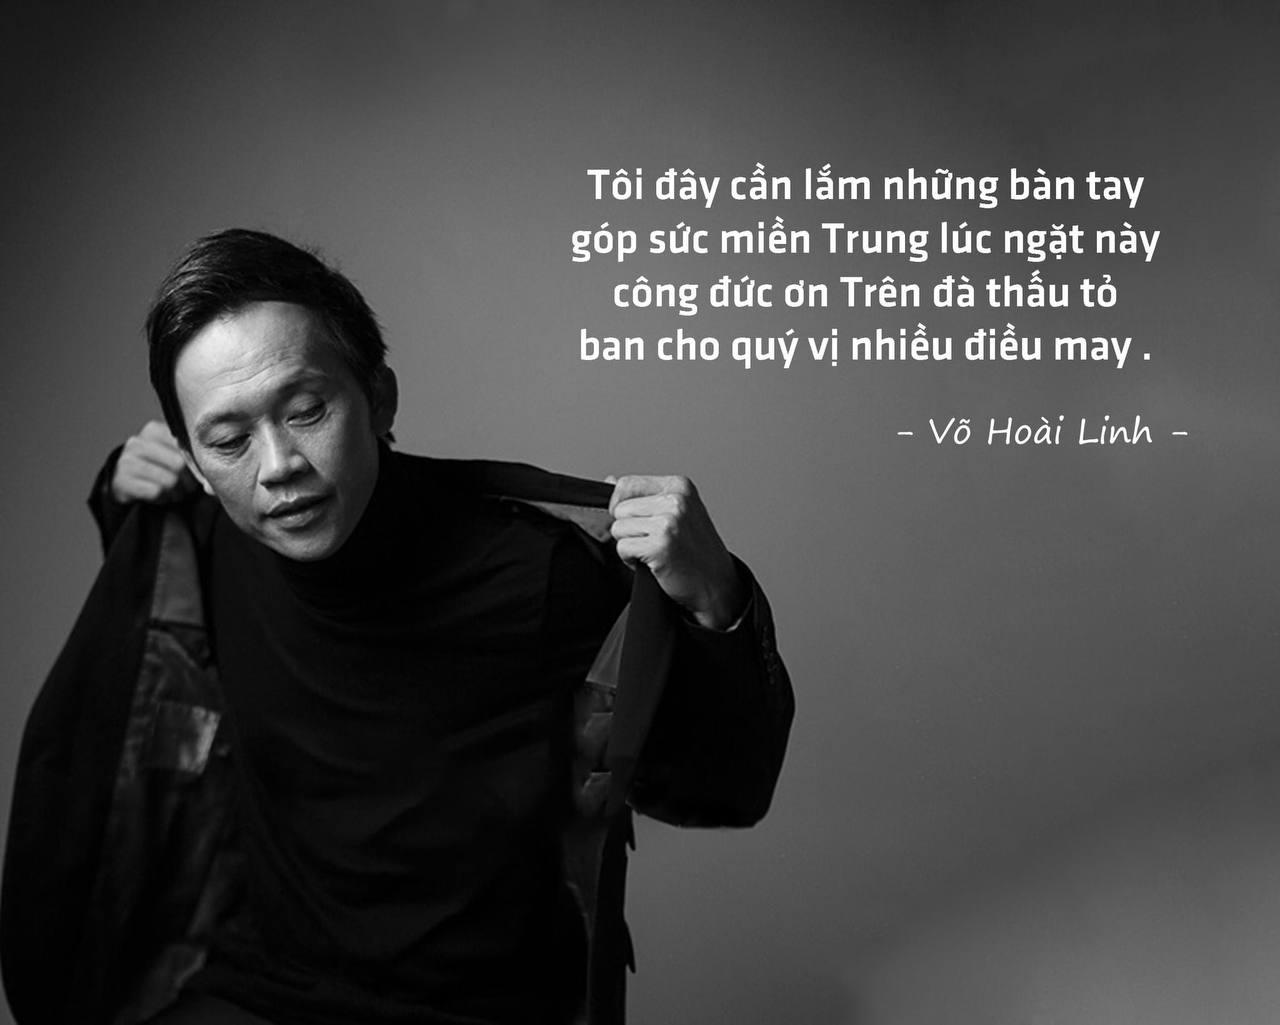 Tôi đây cần lắm những bàn tay
góp sức miền Trung lúc ngặt này
công đức ơn Trên đà thấu tỏ
ban cho quý vị nhiều điều may .
- Võ Hoài Linh -